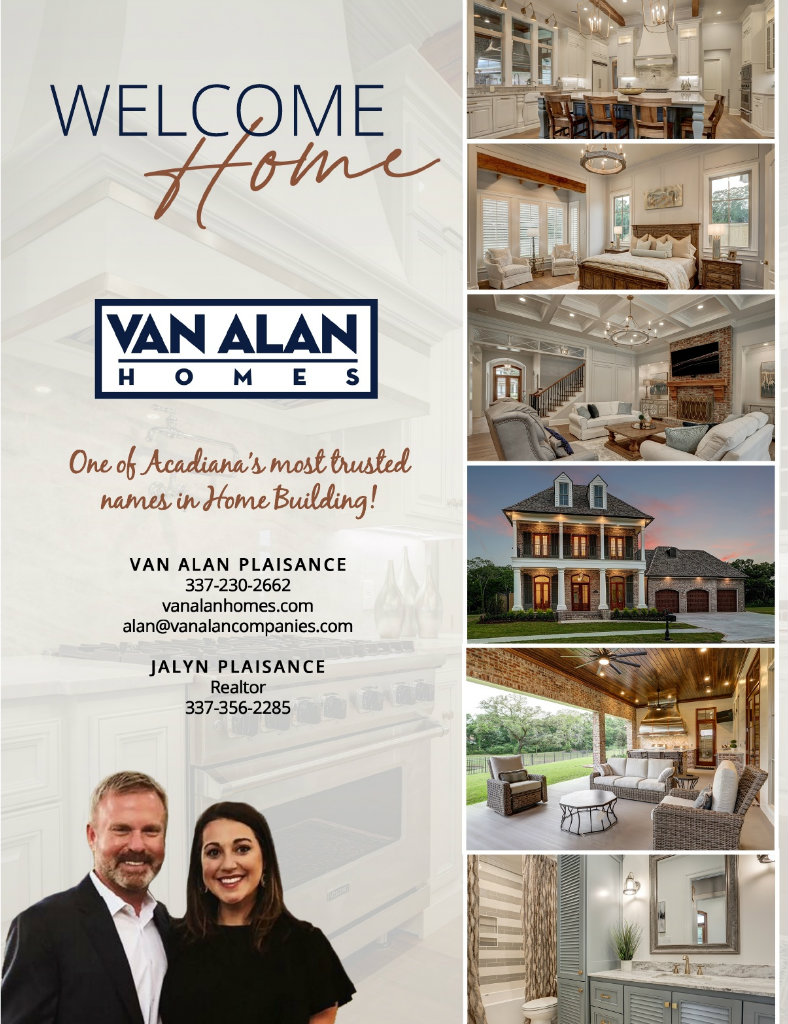 WELCOME
Home
VAN ALAN
HOMES
One of Acadiana's most trusted
names in Home Building!
VAN ALAN PLAISANCE
337-230-2662
vanalanhomes.com
alan@vanalancompanies.com
JALYN PLAISANCE
Realtor
337-356-2285